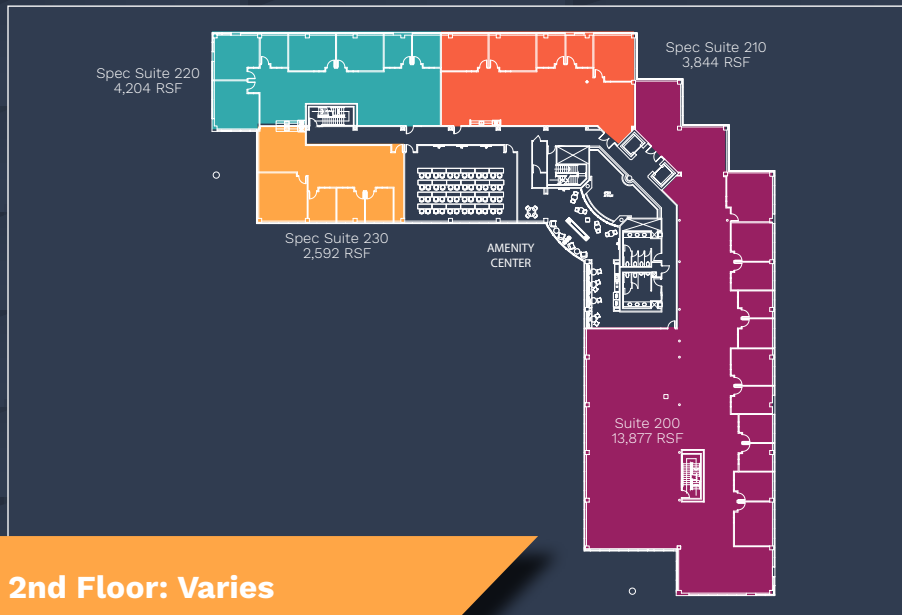 Spec Suite 210
3,844 RSF
Spec Suite 220
4,204 RSF
Spec Suite 230
2,592 RSF
AMENITY
CENTER
Suite 200
13,877 RSF
2nd Floor: Varies